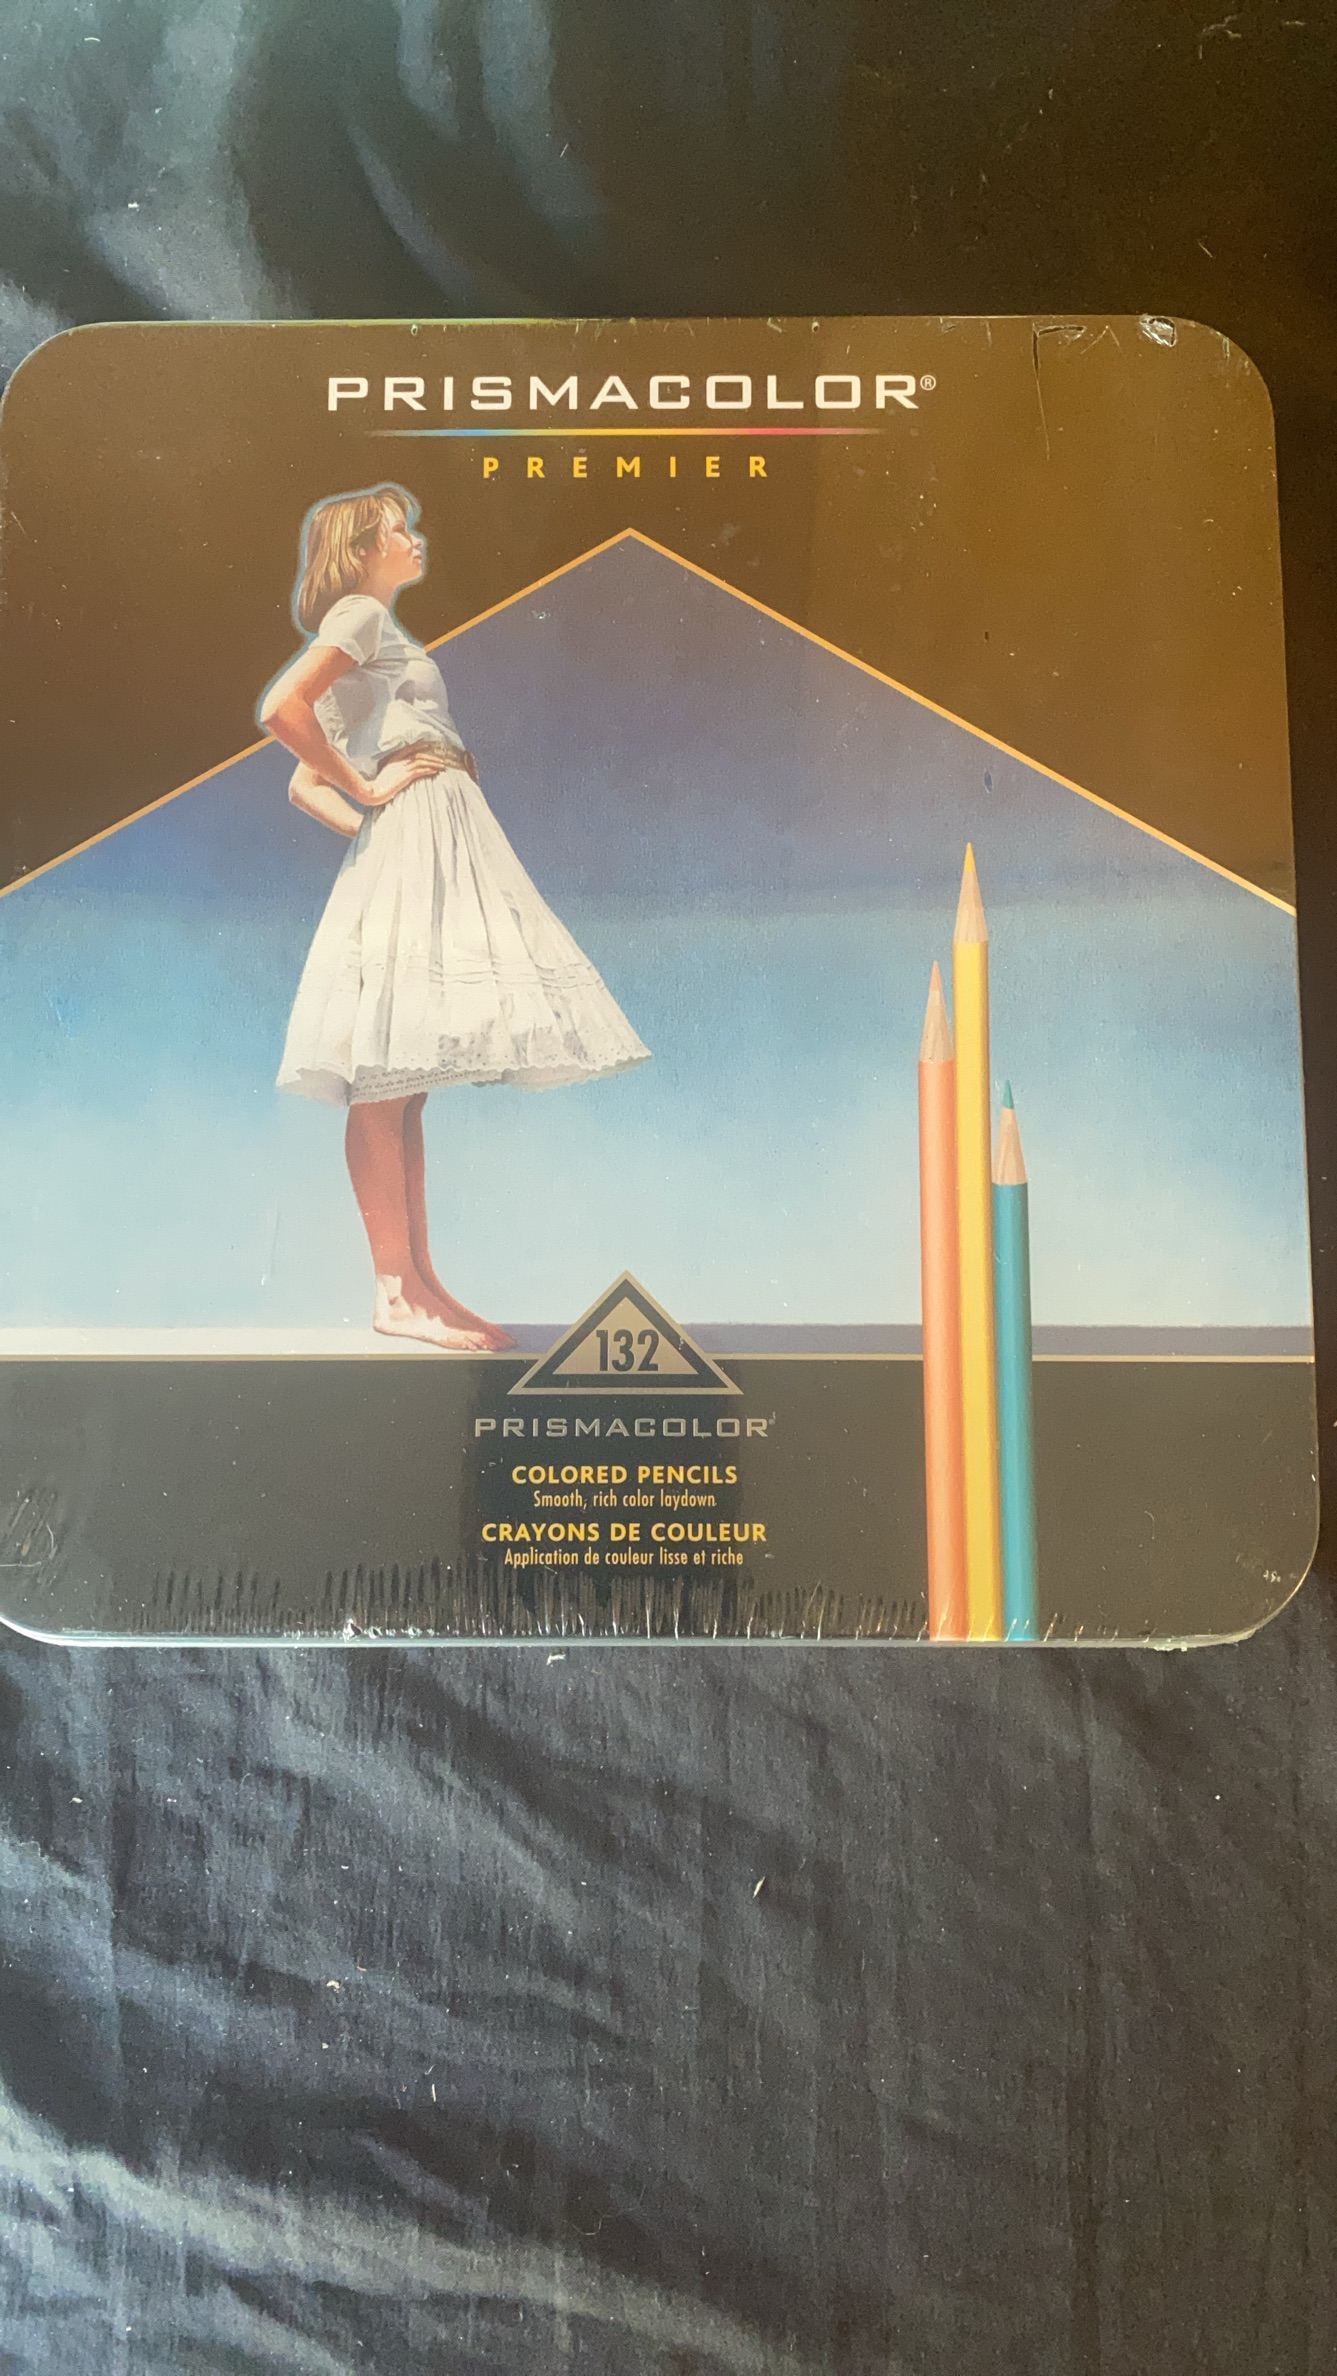 PRISMACOLOR®
PREMIER
132
PRISMACOLOR®
COLORED PENCILS
Smooth, rich color laydown
CRAYONS DE COULEUR
Application de couleur lisse et riche